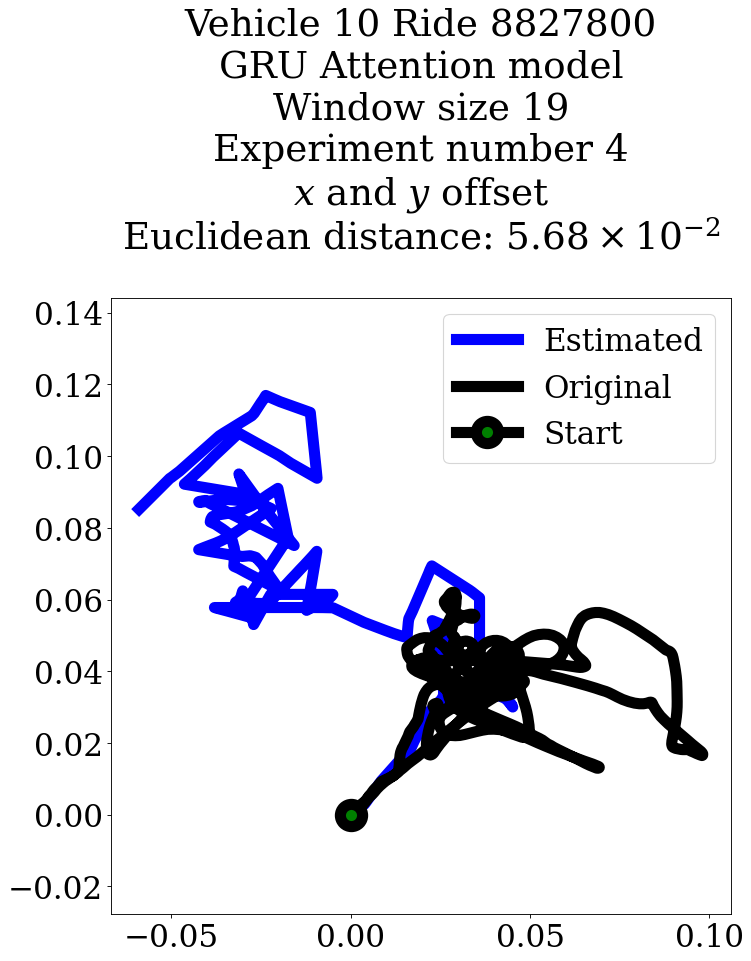 Vehicle 10 Ride 8827800
GRU Attention model
Window size 19
Experiment number 4
x and y offset
Euclidean distance: 5.68 × 10⁻²
0.14
0.12
0.10
0.08
0.06
0.04
0.02
0.00
−0.02
Estimated
Original
Start
−0.05
0.00
0.05
0.10